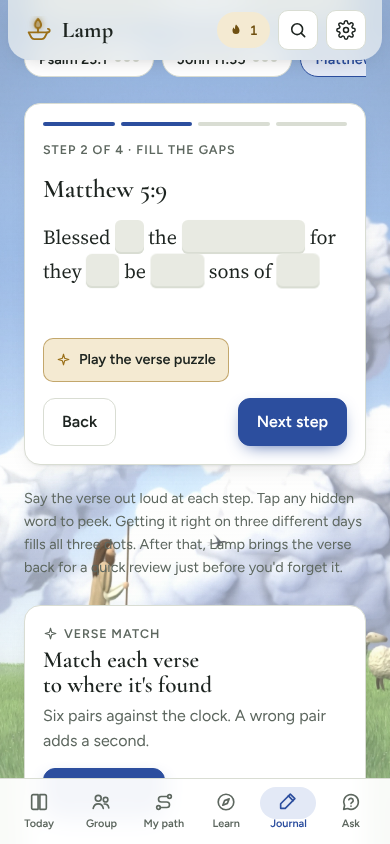 Lamp
1
Psalm 23:1
John 11:35
Matthew
STEP 2 OF 4 · FILL THE GAPS
Matthew 5:9
Blessed the for
they be sons of
Play the verse puzzle
Back
Next step
Say the verse out loud at each step. Tap any hidden
word to peek. Getting it right on three different days
fills all three dots. After that, Lamp brings the verse
back for a quick review just before you'd forget it.
VERSE MATCH
Match each verse
to where it's found
Six pairs against the clock. A wrong pair
adds a second.
Today
Group
My path
Learn
Journal
Ask